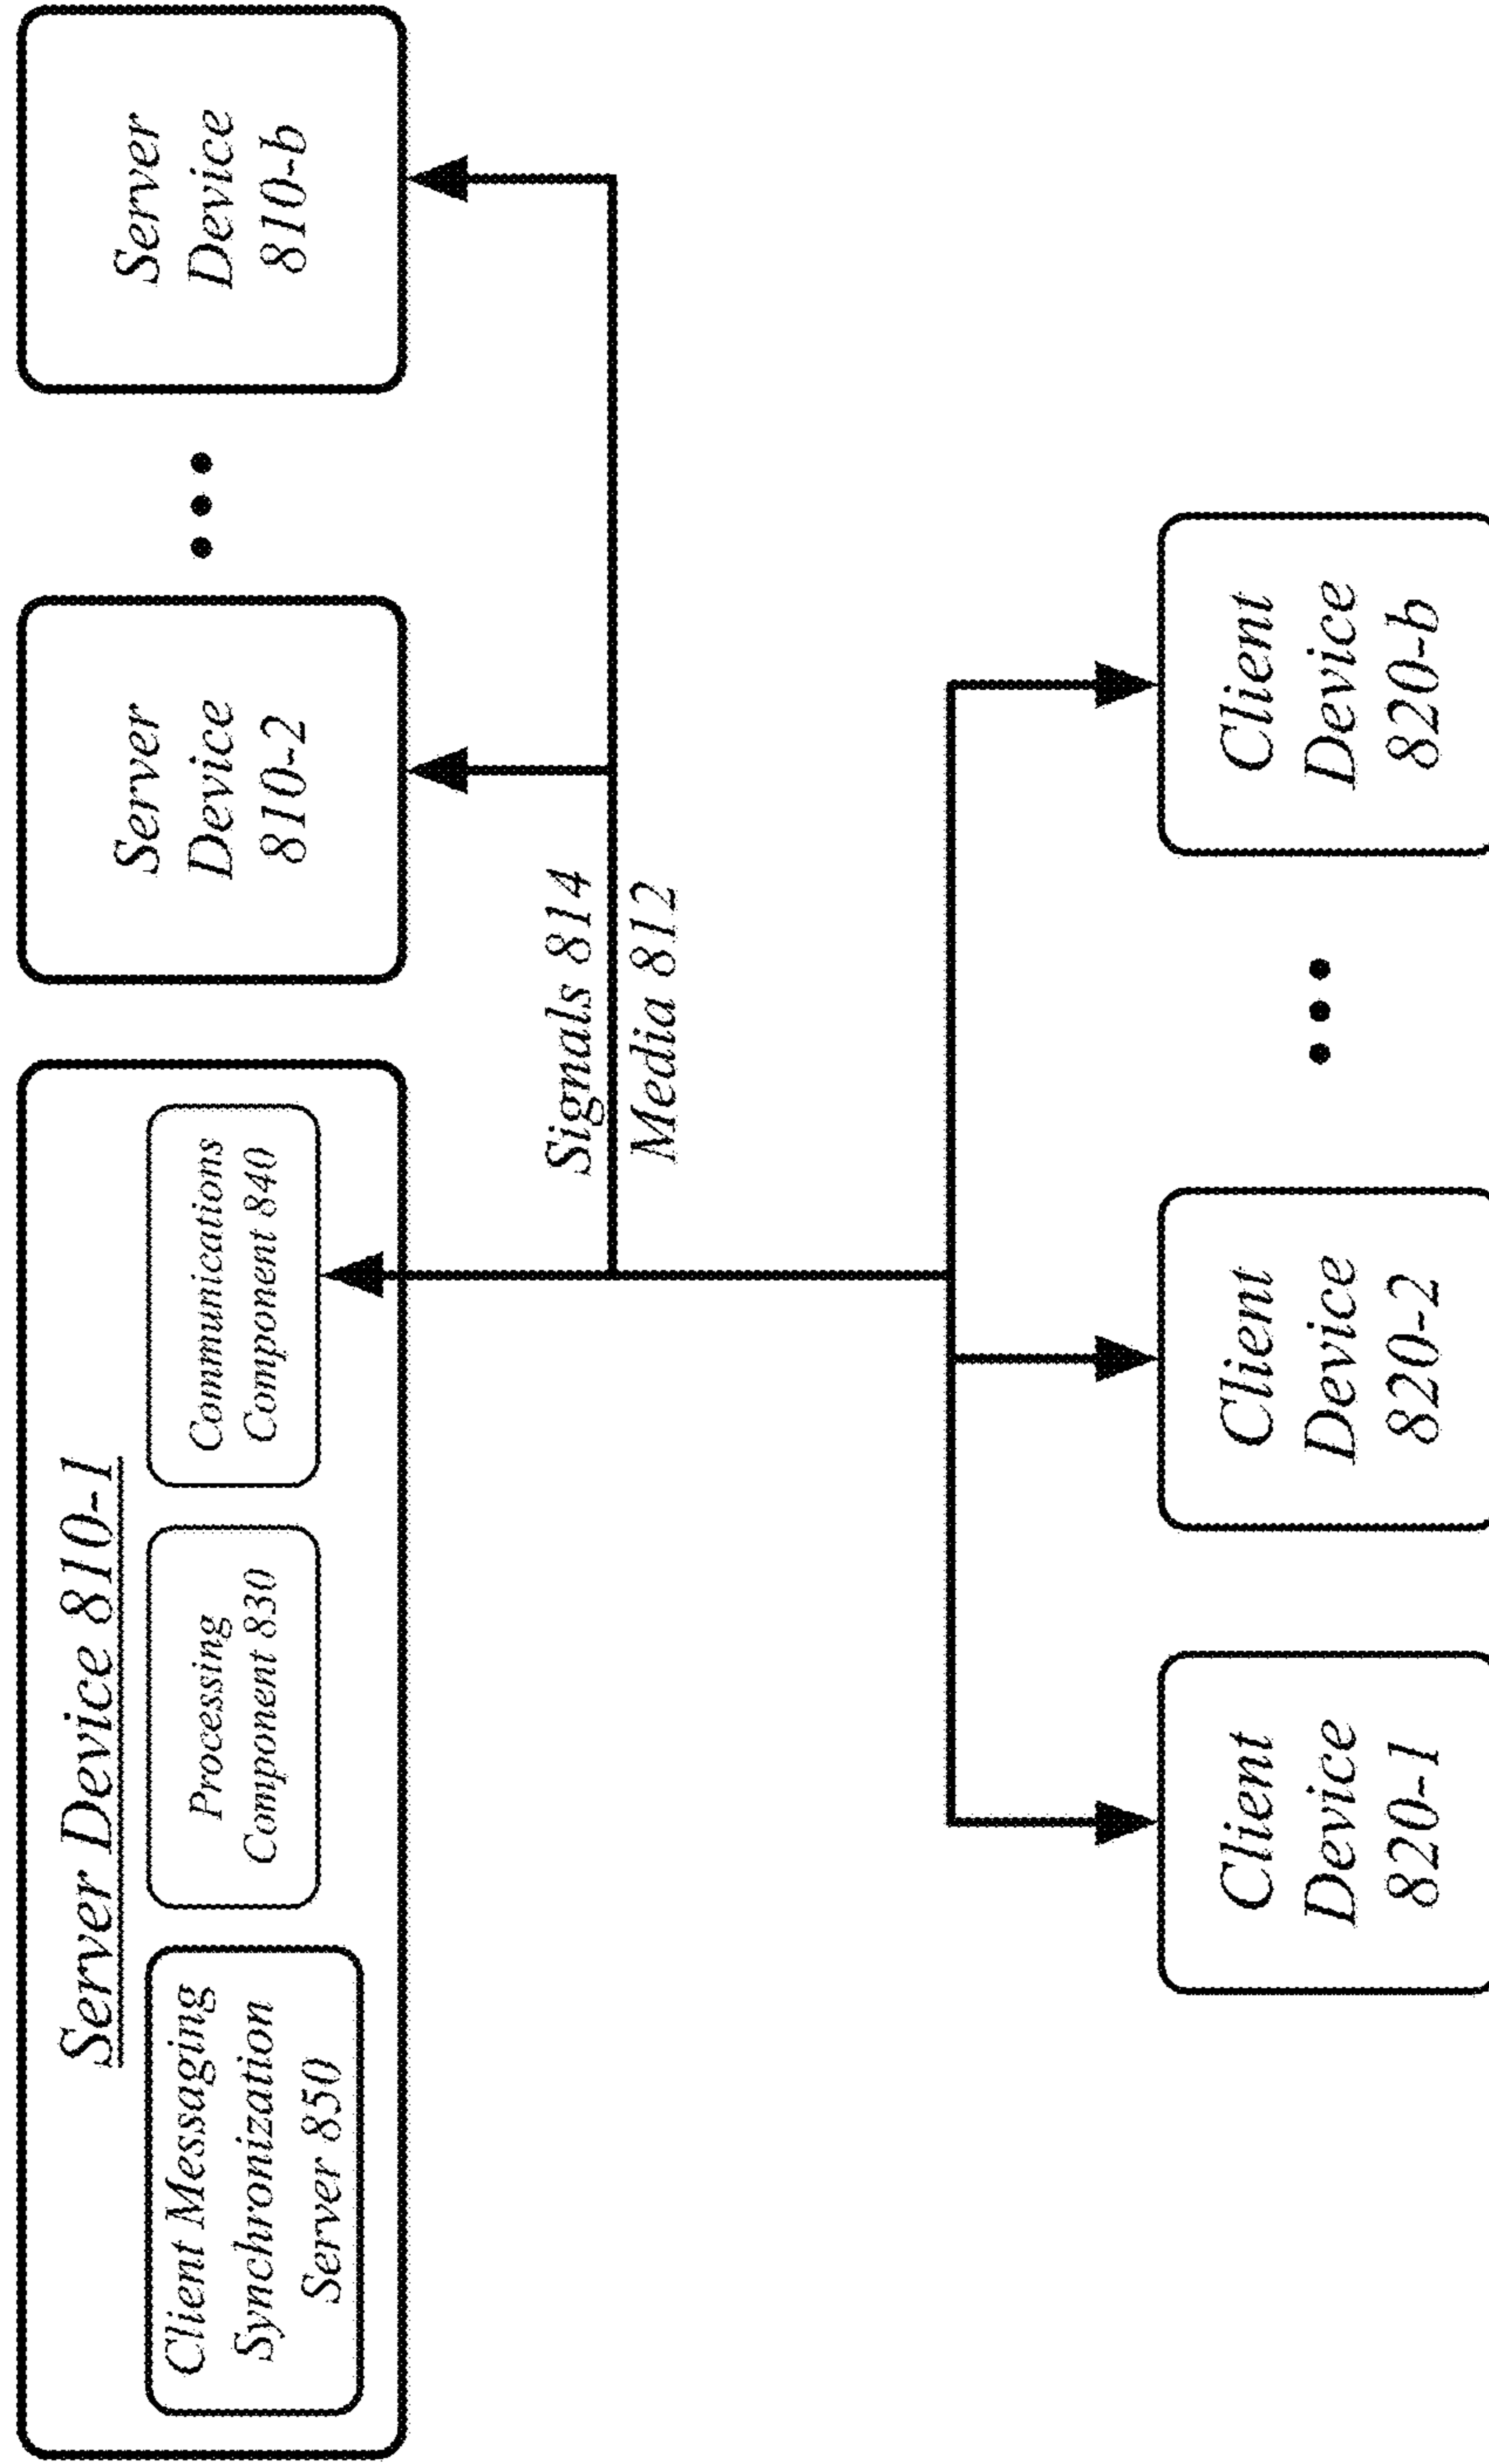 Server Device 810-1
Client Messaging
Synchronization
Server 850
Processing
Component 830
Communications
Component 840
Server
Device
810-2
Server
Device
810-b
Signals 814
Media 812
Client
Device
820-1
Client
Device
820-2
Client
Device
820-b